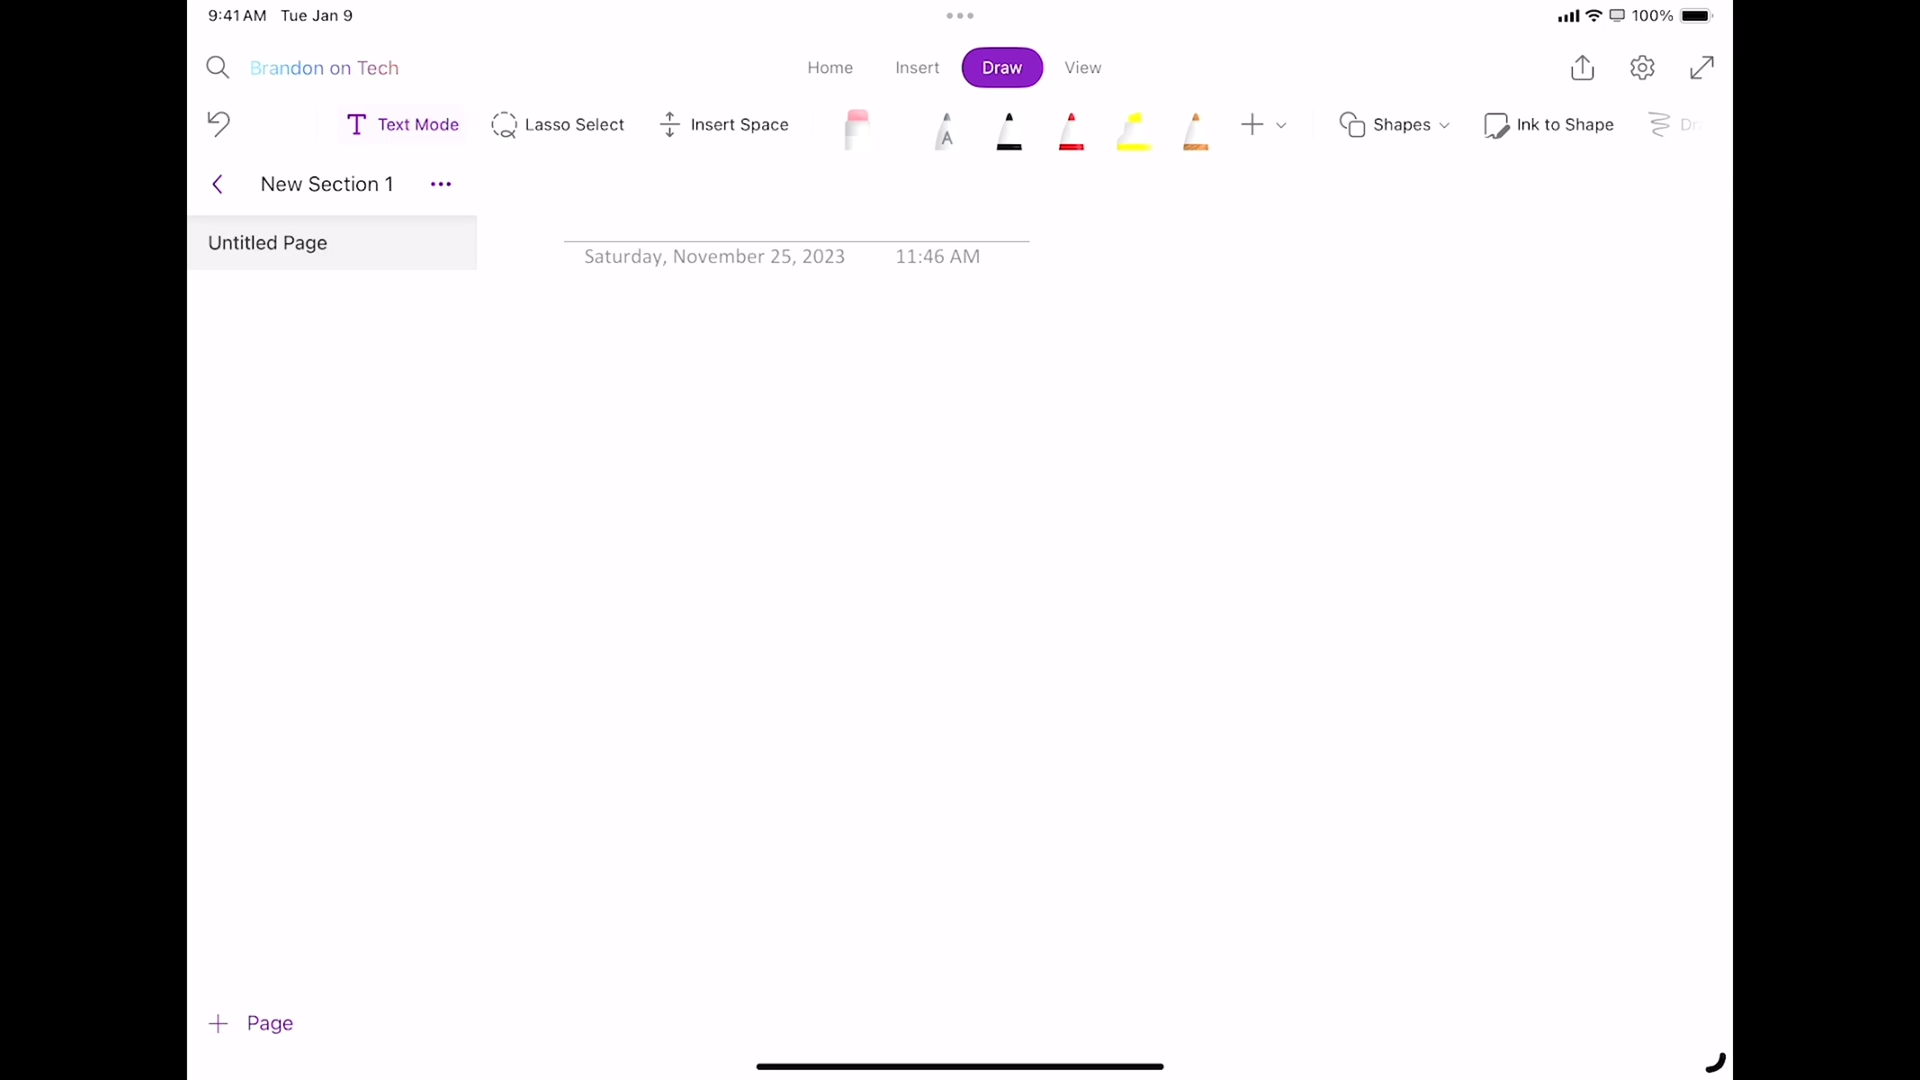 9:41 AM Tue Jan 9
100%
Brandon on Tech
Home Insert Draw View
Text Mode Lasso Select Insert Space A Shapes Ink to Shape Dr
New Section 1
Untitled Page
Saturday, November 25, 2023 11:46 AM
Page